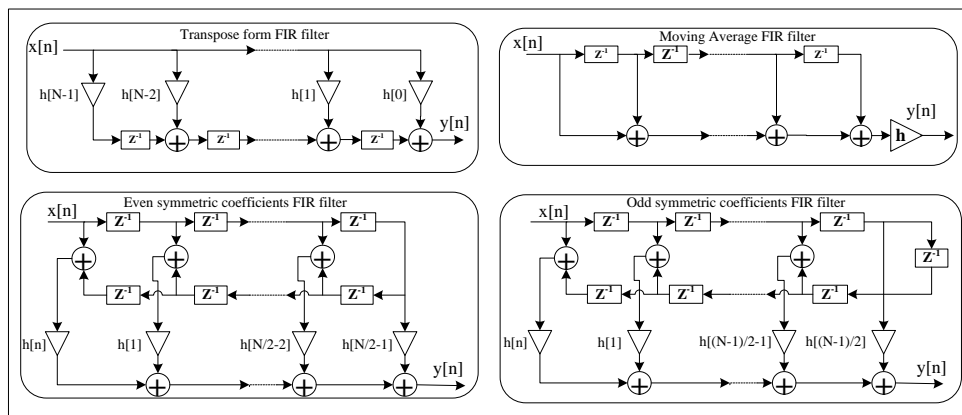 Transpose form FIR filter
x[n]
h[N-1] h[N-2] h[1] h[0]
y[n]
Z⁻¹ Z⁻¹ Z⁻¹
Moving Average FIR filter
x[n] Z⁻¹ Z⁻¹ Z⁻¹
y[n]
h
Even symmetric coefficients FIR filter
x[n]
Z⁻¹ Z⁻¹ Z⁻¹
Z⁻¹ Z⁻¹ Z⁻¹
h[n] h[1] h[N/2-2] h[N/2-1]
y[n]
Odd symmetric coefficients FIR filter
x[n]
Z⁻¹ Z⁻¹ Z⁻¹
Z⁻¹
Z⁻¹ Z⁻¹ Z⁻¹
h[n] h[1] h[(N-1)/2-1] h[(N-1)/2]
y[n]